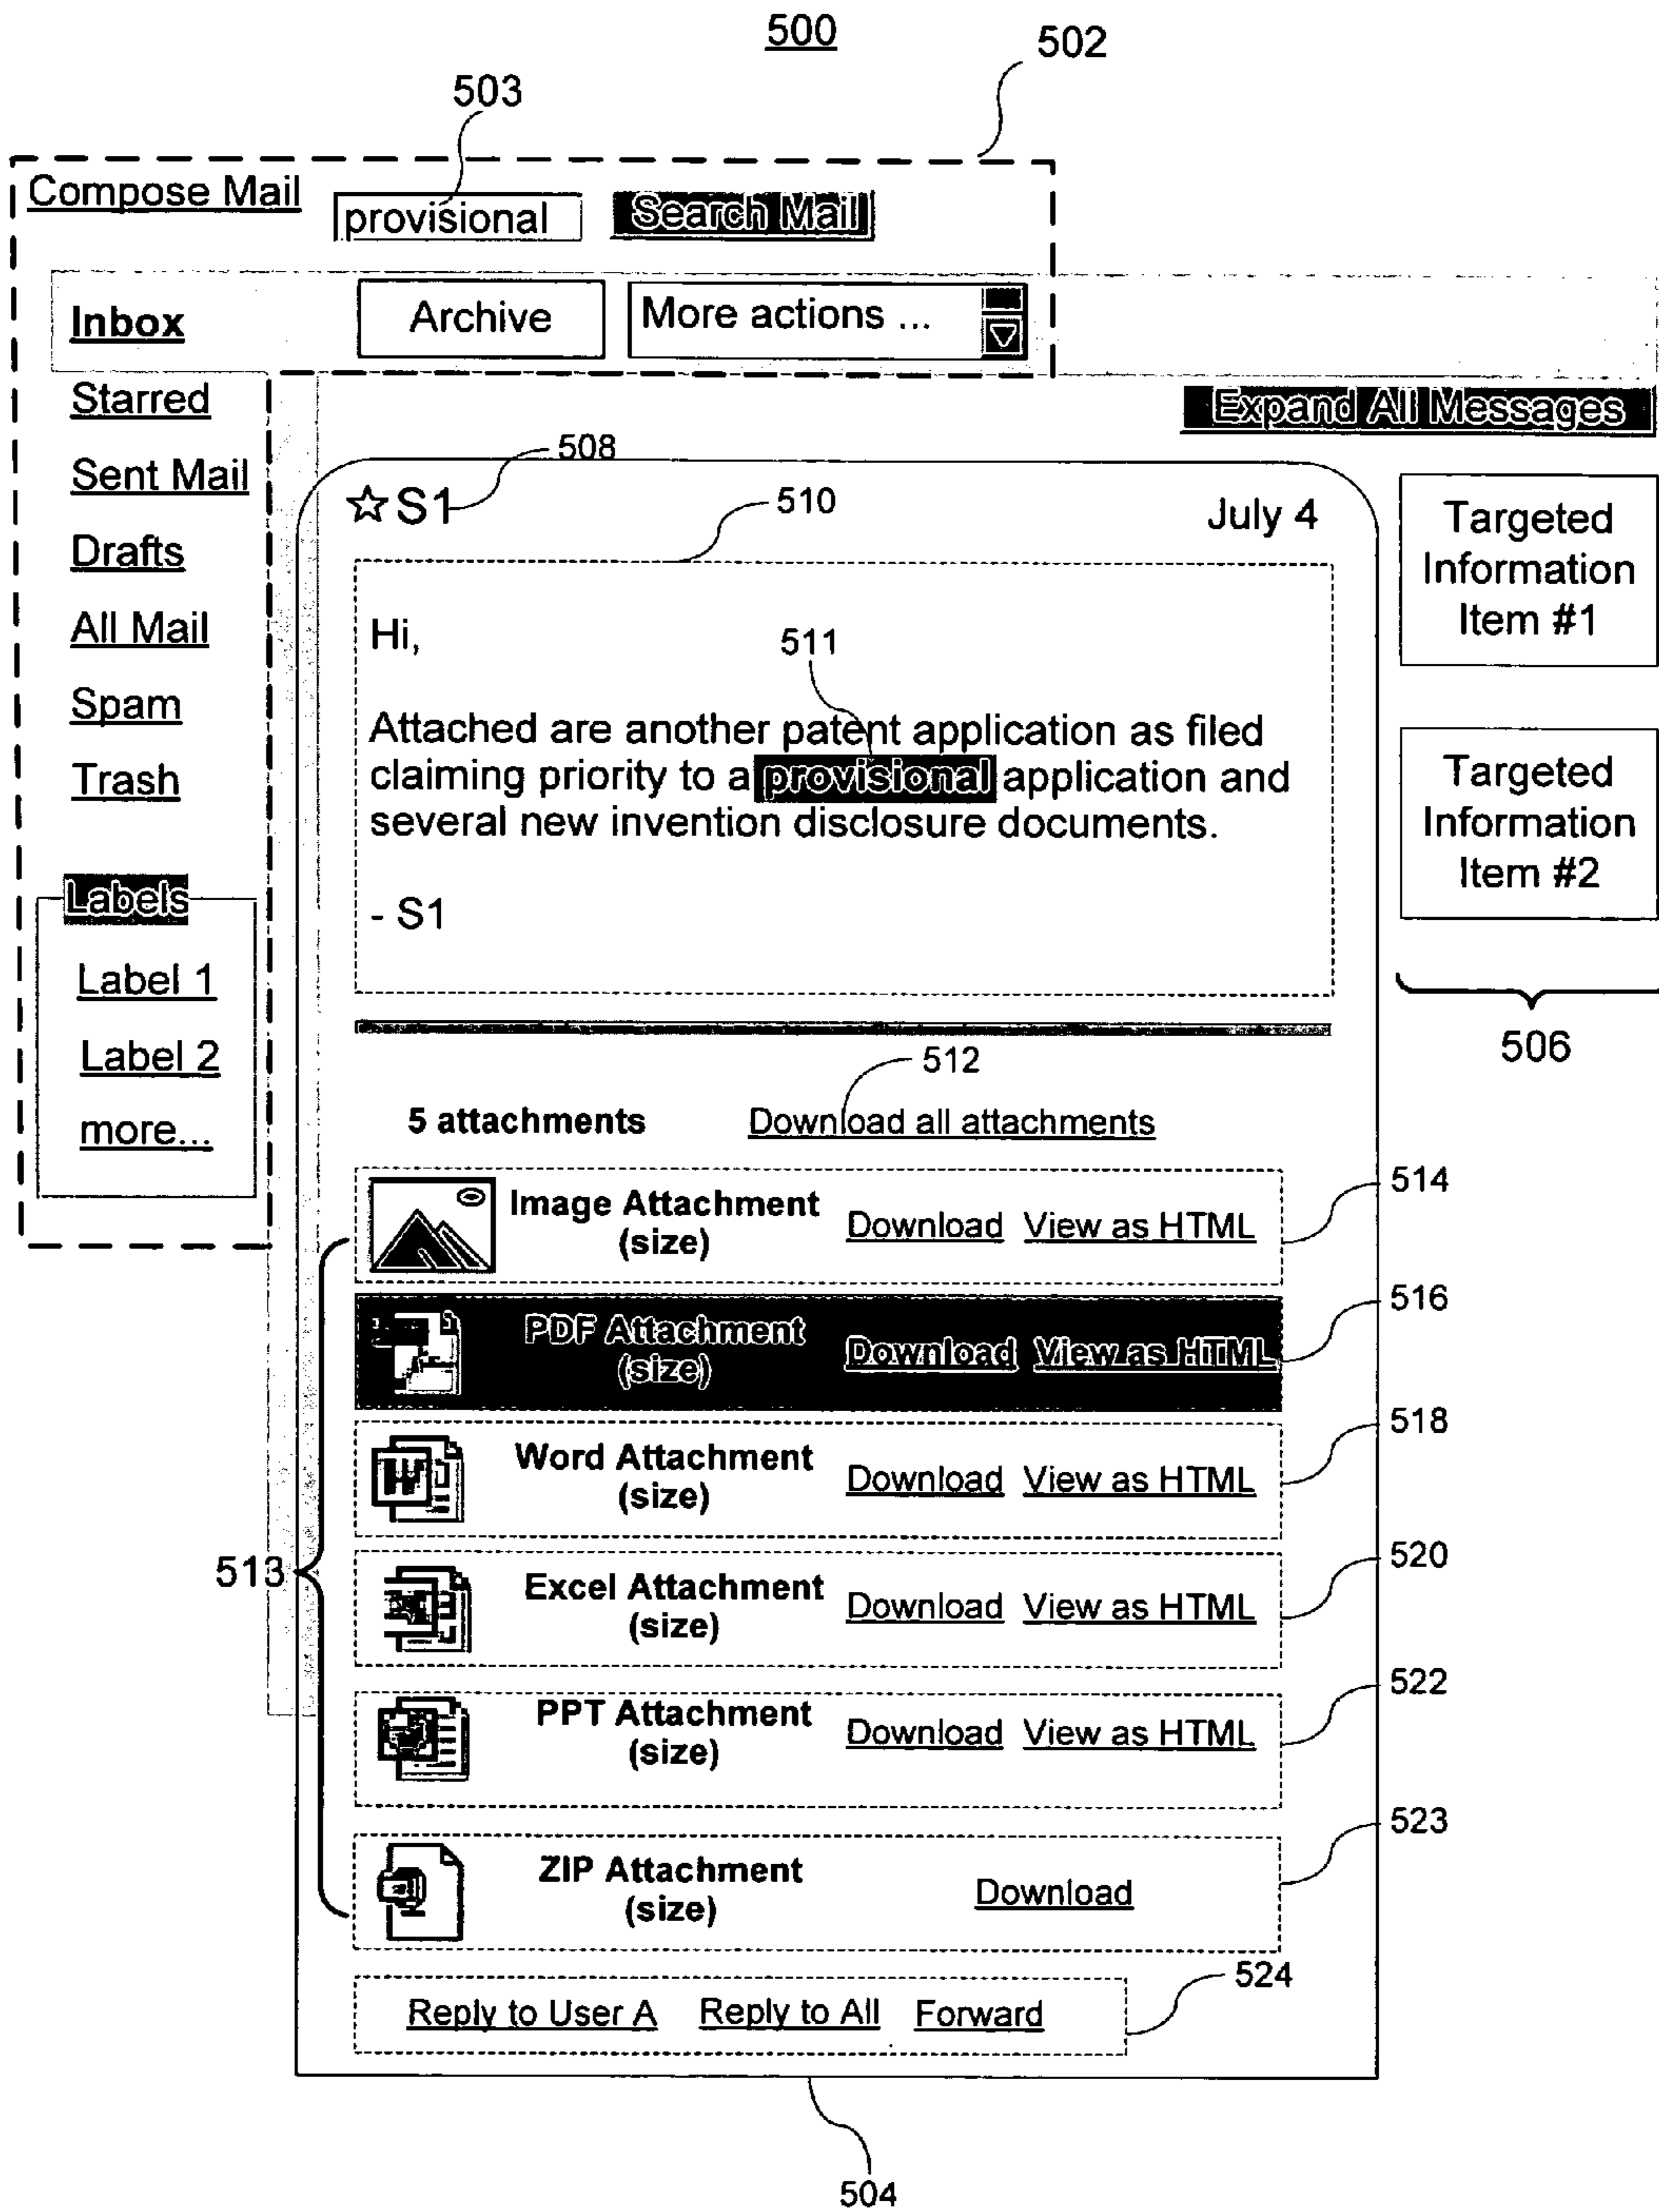 500
502
503
Compose Mail
provisional
Search Mail
Inbox
Archive
More actions ...
Starred
Sent Mail
Drafts
All Mail
Spam
Trash
Labels
Label 1
Label 2
more...
Expand All Messages
508
☆ S1
510
July 4
Hi,
511
Attached are another patent application as filed
claiming priority to a provisional application and
several new invention disclosure documents.
- S1
Targeted
Information
Item #1
Targeted
Information
Item #2
506
512
5 attachments
Download all attachments
513
Image Attachment
(size)
Download View as HTML
514
PDF Attachment
(size)
Download View as HTML
516
W
Word Attachment
(size)
Download View as HTML
518
Excel Attachment
(size)
Download View as HTML
520
PPT Attachment
(size)
Download View as HTML
522
ZIP Attachment
(size)
Download
523
Reply to User A Reply to All Forward
524
504